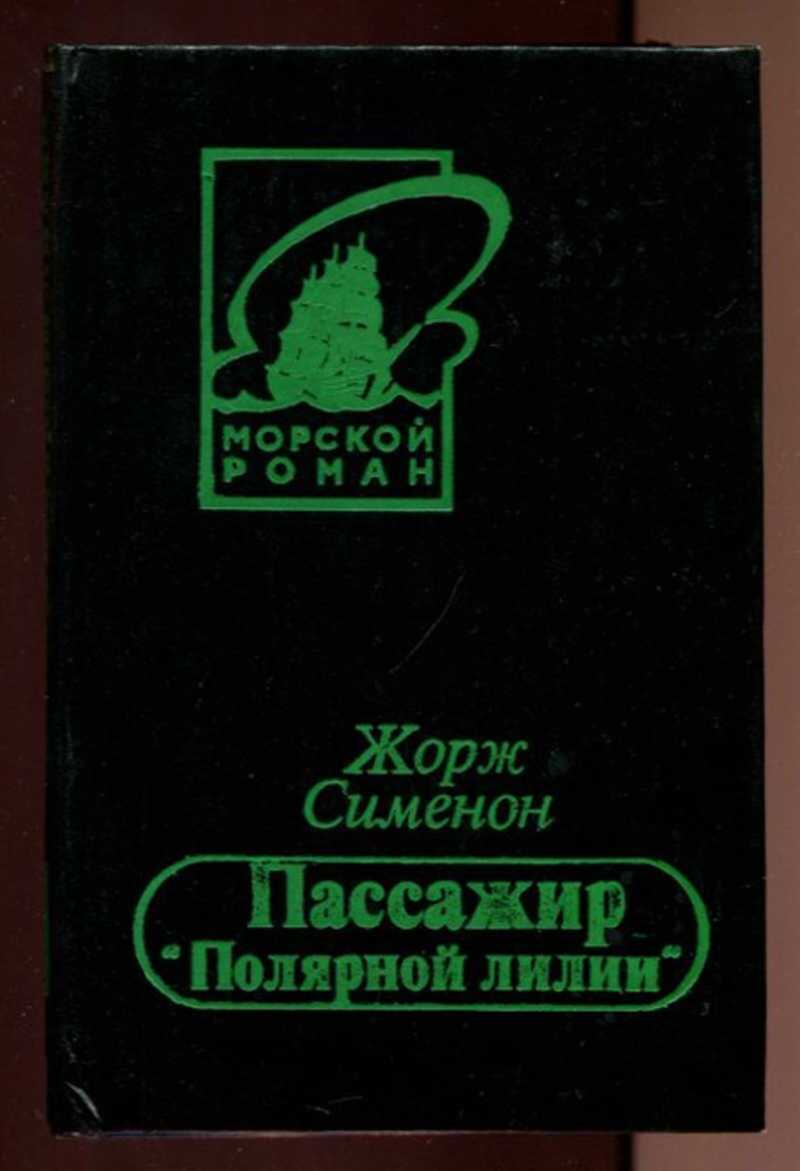 МОРСКОЙ
РОМАН
Жорж
Сименон
Пассажир
"Полярной лилии"